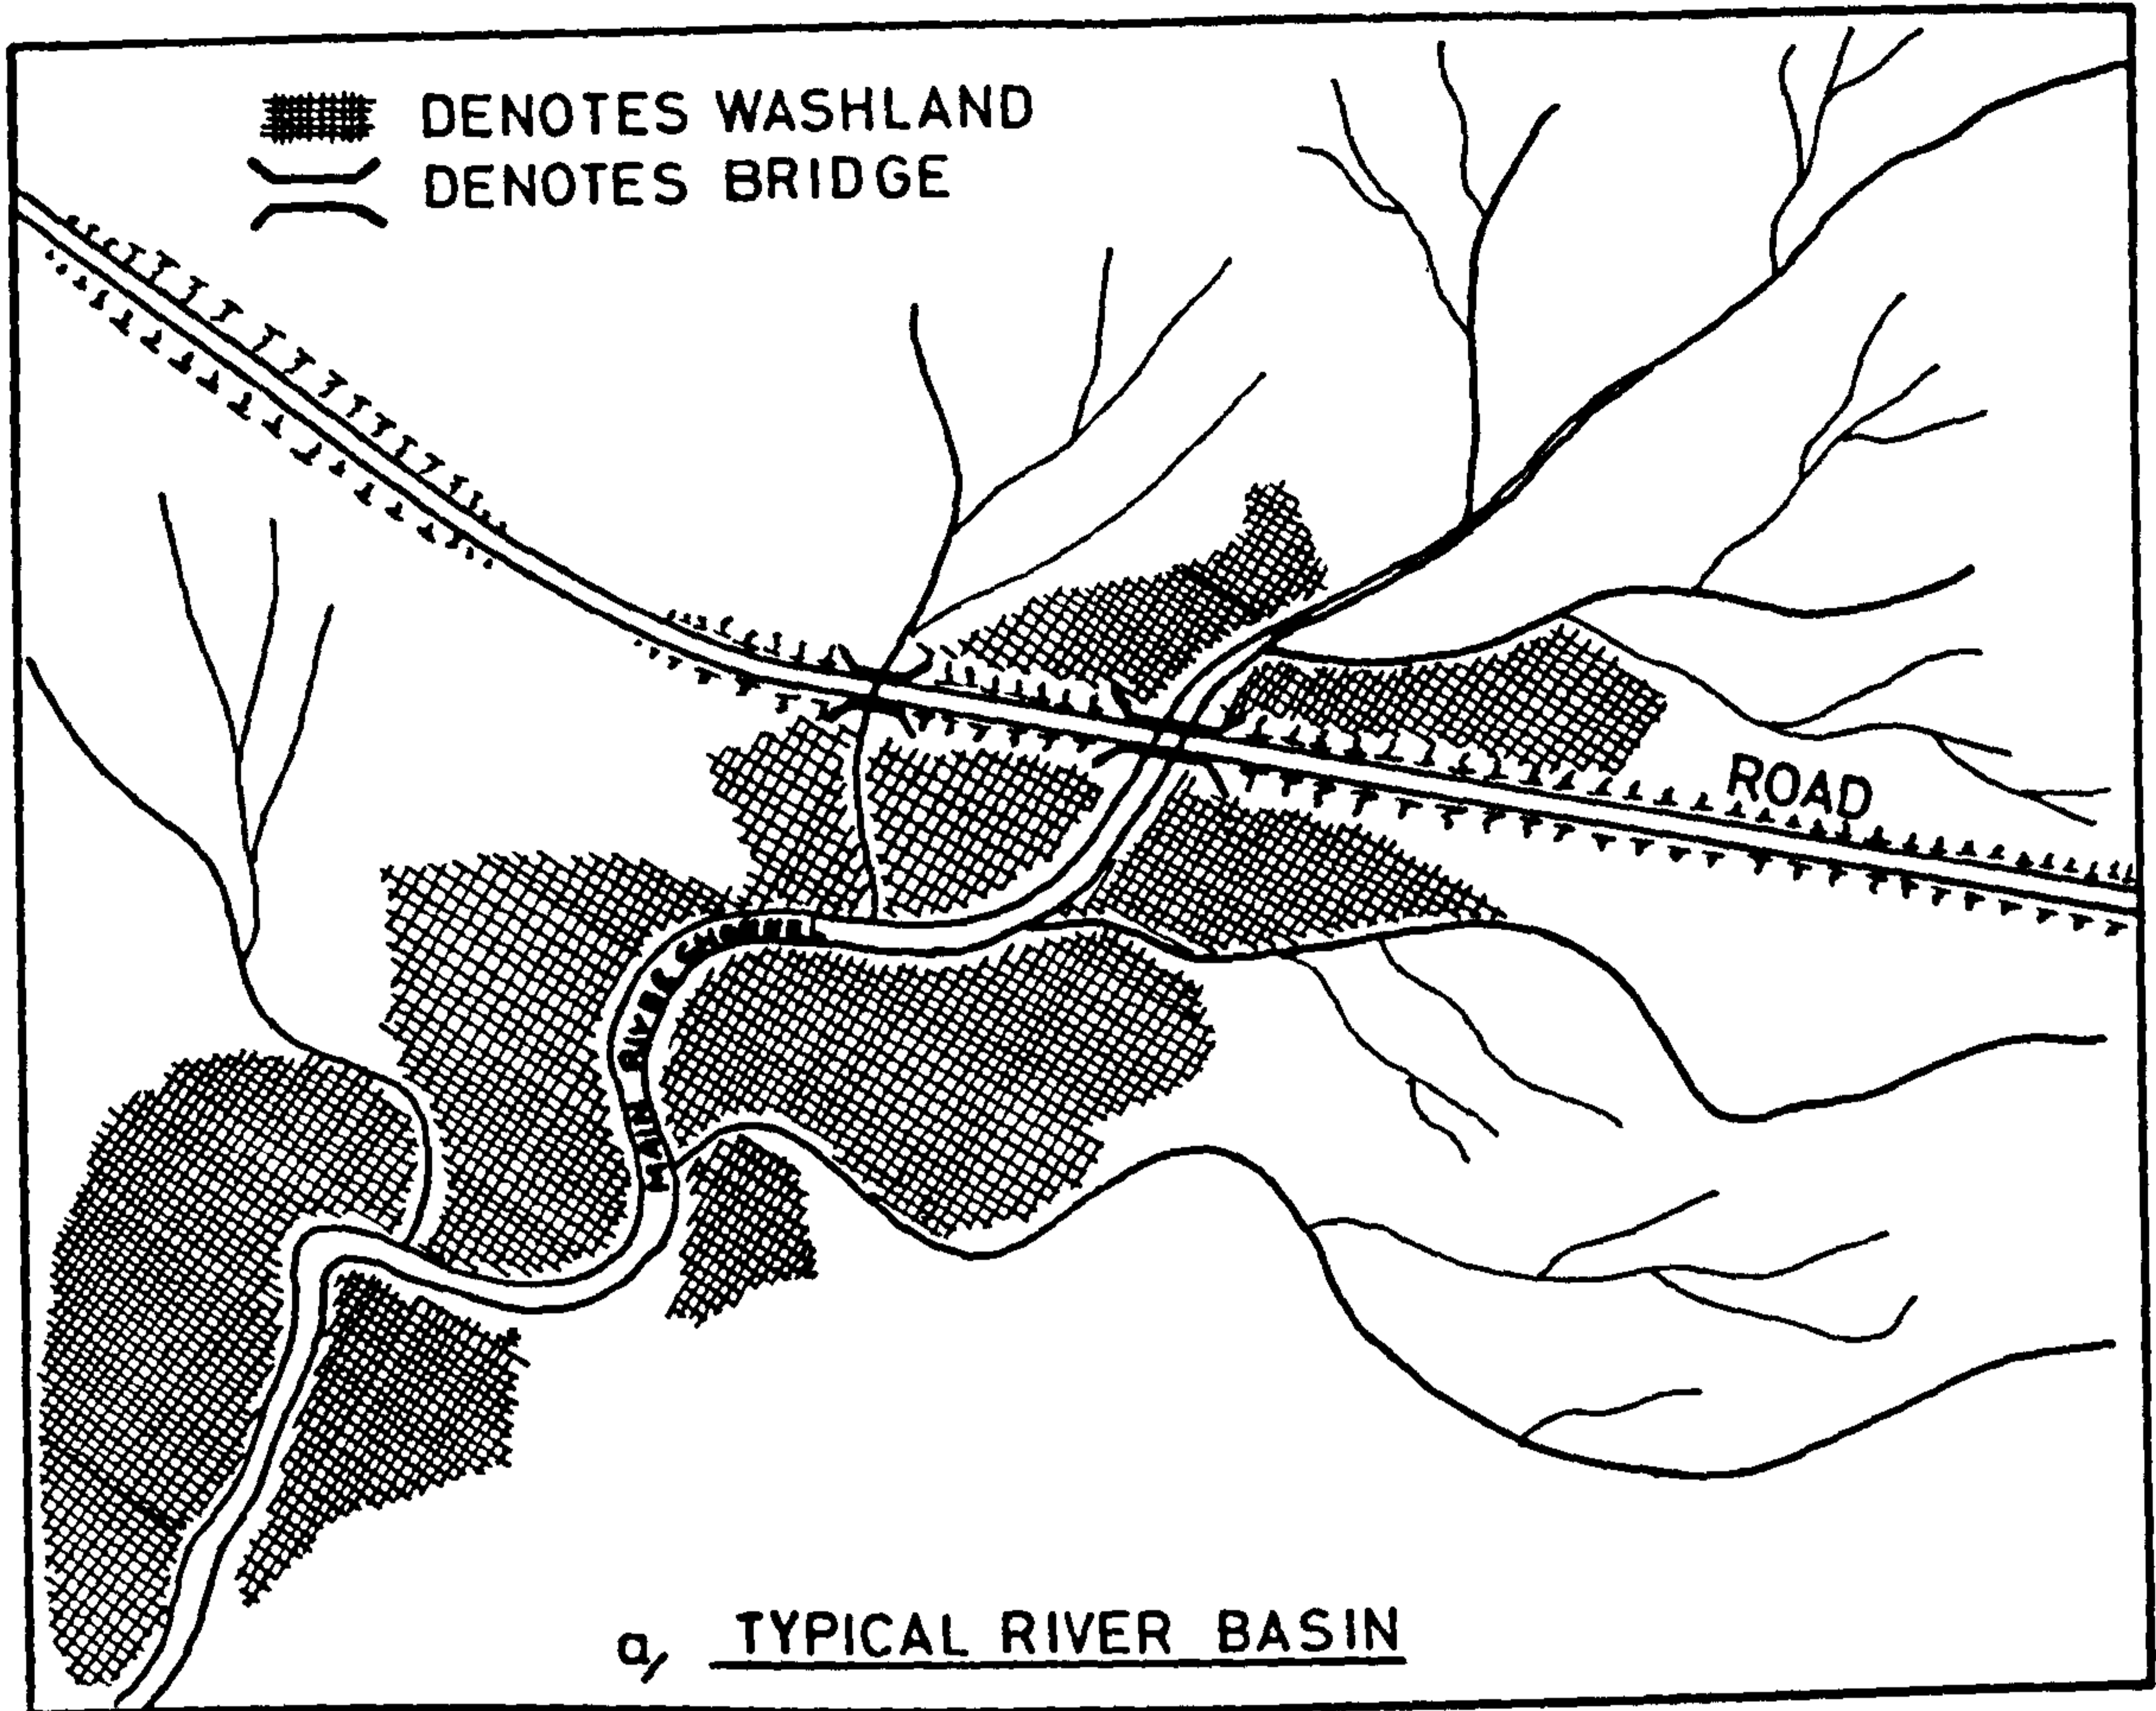 DENOTES WASHLAND
DENOTES BRIDGE
ROAD
MAIN RIVER CHANNEL
a/ TYPICAL RIVER BASIN